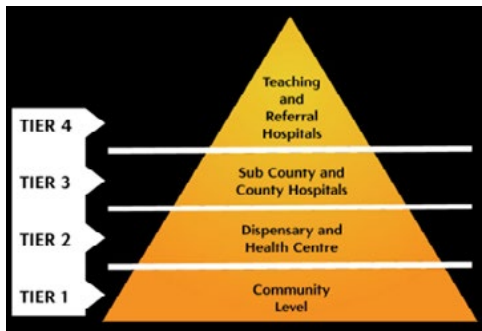 Teaching
and
Referral
Hospitals
TIER 4
Sub County and
County Hospitals
TIER 3
Dispensary and
Health Centre
TIER 2
Community
Level
TIER 1